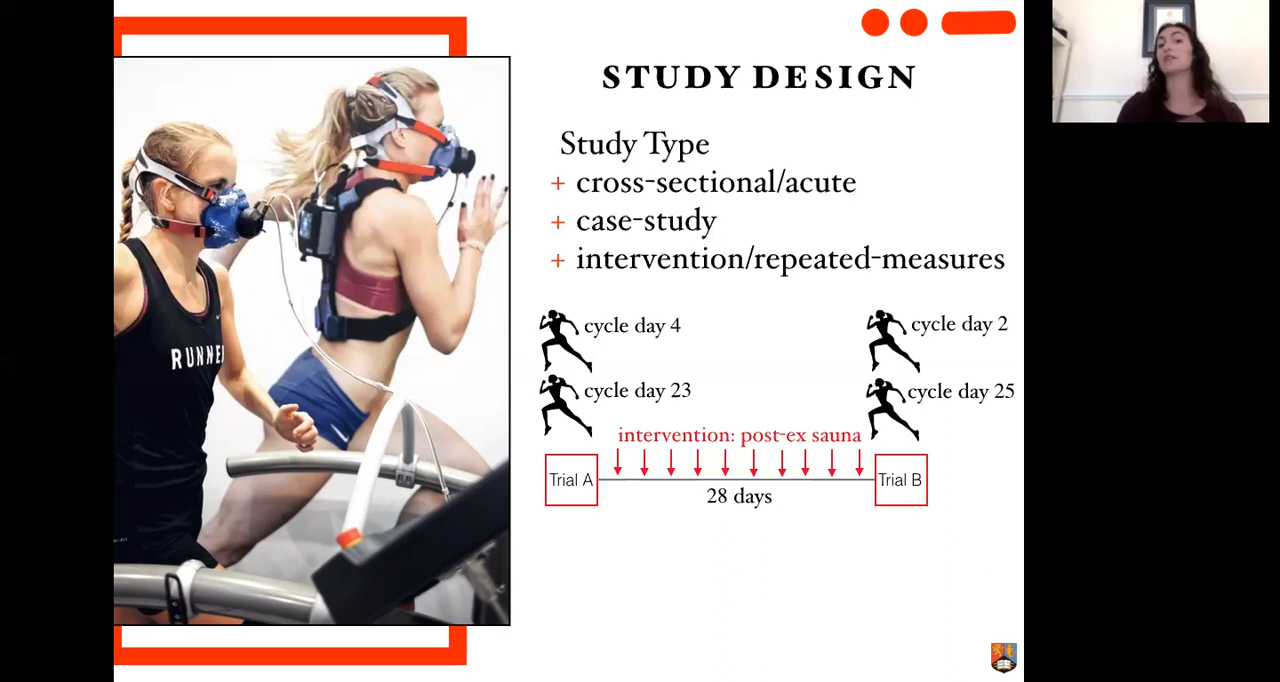 STUDY DESIGN
Study Type
+ cross-sectional/acute
+ case-study
+ intervention/repeated-measures
cycle day 4
cycle day 2
cycle day 23
cycle day 25
intervention: post-ex sauna
Trial A
Trial B
28 days
RUNNE